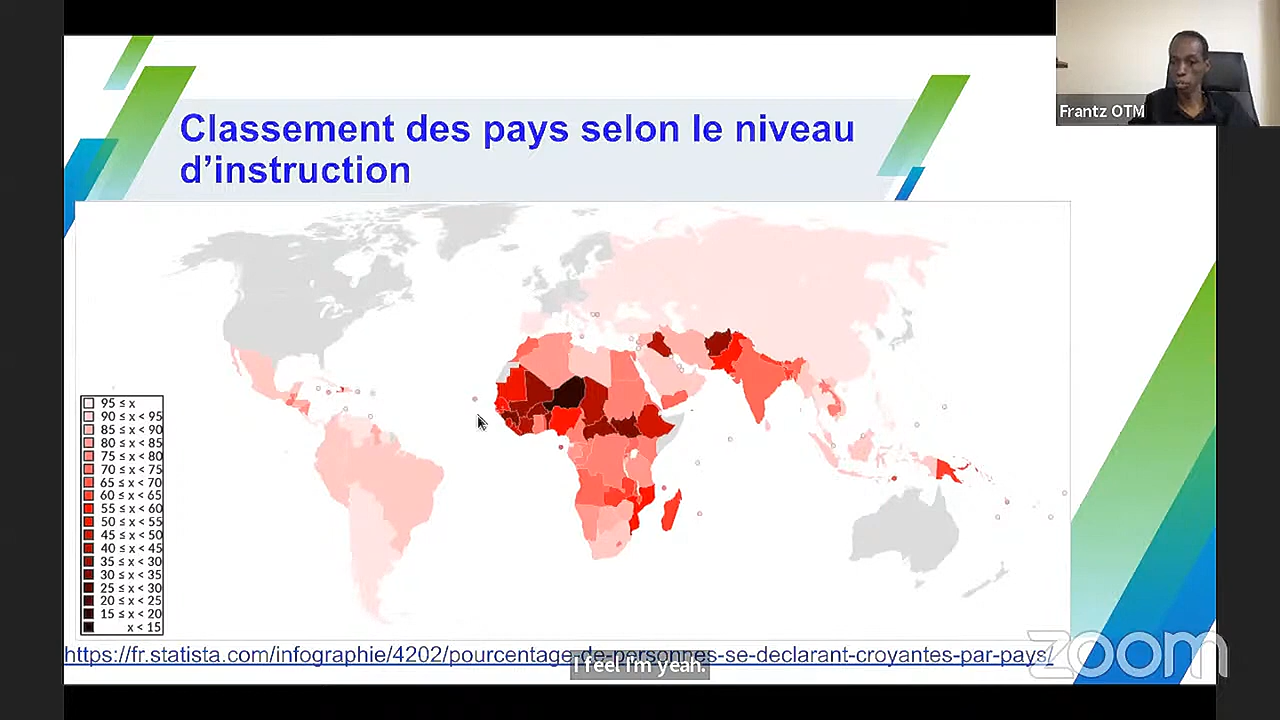 Frantz OTM
Classement des pays selon le niveau
d'instruction
95 ≤ x
90 ≤ x < 95
85 ≤ x < 90
80 ≤ x < 85
75 ≤ x < 80
70 ≤ x < 75
65 ≤ x < 70
60 ≤ x < 65
55 ≤ x < 60
50 ≤ x < 55
45 ≤ x < 50
40 ≤ x < 45
35 ≤ x < 40
30 ≤ x < 35
25 ≤ x < 30
20 ≤ x < 25
15 ≤ x < 20
x < 15
https://fr.statista.com/infographie/4202/pourcentage-de-personnes-se-declarant-croyantes-par-pays/
I feel I'm yeah.
zoom